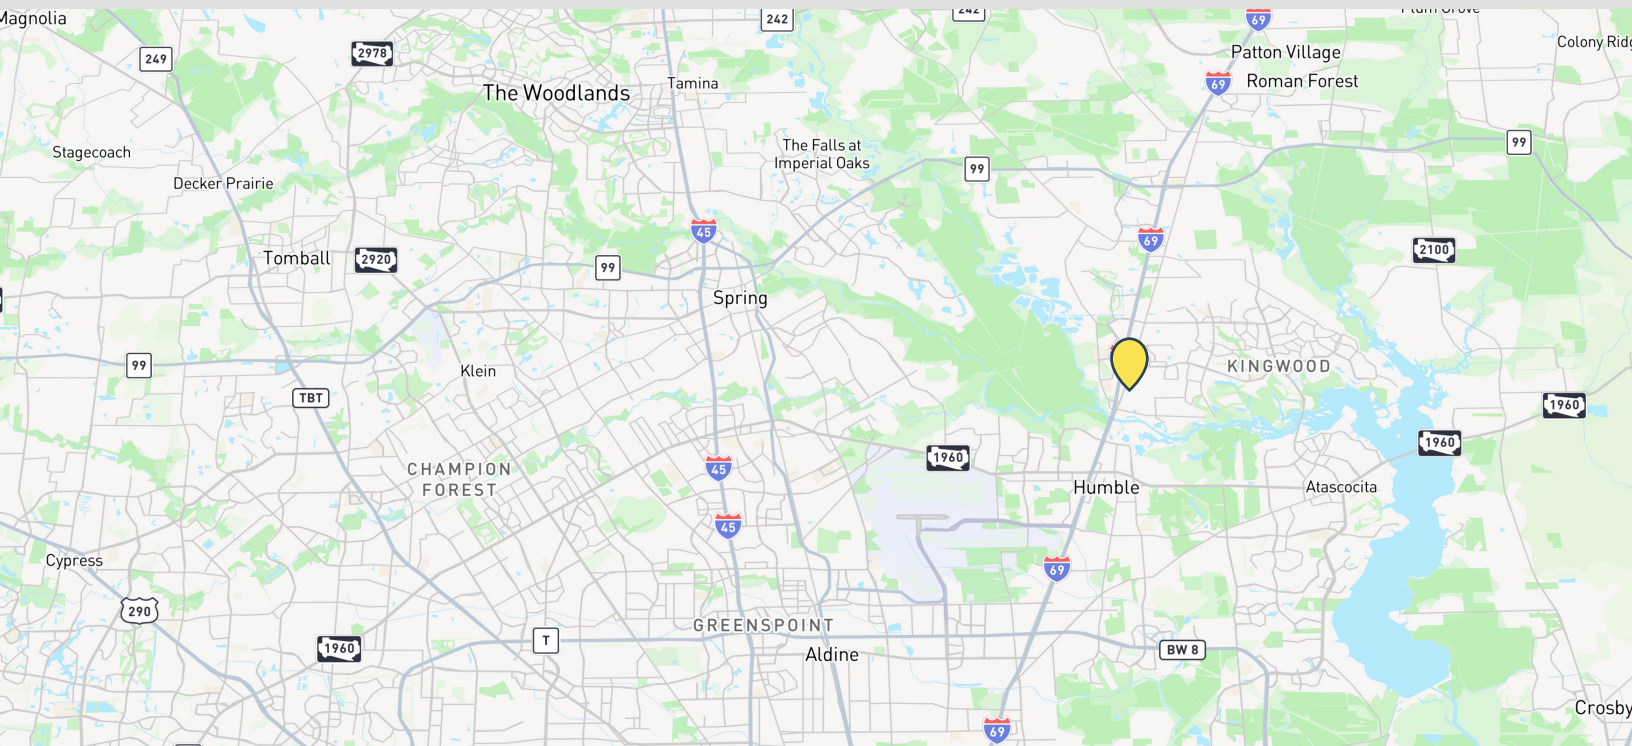 Magnolia
242
242
69
Plum Grove
249
2978
Patton Village
Colony Ridg
The Woodlands
Tamina
69
Roman Forest
Stagecoach
The Falls at
Imperial Oaks
99
99
Decker Prairie
45
69
2100
Tomball
2920
99
Spring
99
Klein
KINGWOOD
TBT
1960
1960
CHAMPION
FOREST
45
1960
Humble
Atascocita
45
Cypress
69
290
GREENSPOINT
1960
T
Aldine
BW 8
Crosby
69